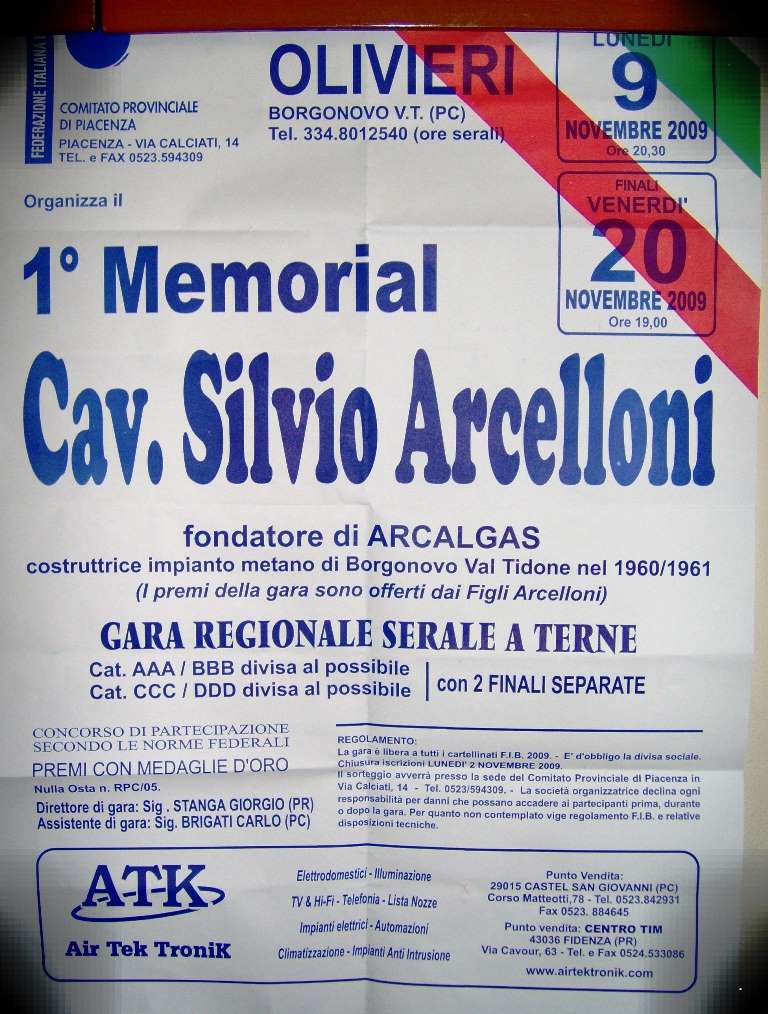 FEDERAZIONE ITALIANA
COMITATO PROVINCIALE
DI PIACENZA
PIACENZA - VIA CALCIATI, 14
TEL. e FAX 0523.594309
OLIVIERI
BORGONOVO V.T. (PC)
Tel. 334.8012540 (ore serali)
LUNEDI'
9
NOVEMBRE 2009
Ore 20,30
FINALI
VENERDI'
20
NOVEMBRE 2009
Ore 19,00
Organizza il
1° Memorial
Cav. Silvio Arcelloni
fondatore di ARCALGAS
costruttrice impianto metano di Borgonovo Val Tidone nel 1960/1961
(I premi della gara sono offerti dai Figli Arcelloni)
GARA REGIONALE SERALE A TERNE
Cat. AAA / BBB divisa al possibile
Cat. CCC / DDD divisa al possibile
con 2 FINALI SEPARATE
CONCORSO DI PARTECIPAZIONE
SECONDO LE NORME FEDERALI
PREMI CON MEDAGLIE D'ORO
Nulla Osta n. RPC/05.
Direttore di gara: Sig . STANGA GIORGIO (PR)
Assistente di gara: Sig. BRIGATI CARLO (PC)
REGOLAMENTO:
La gara è libera a tutti i cartellinati F.I.B. 2009. - E' d'obbligo la divisa sociale.
Chiusura iscrizioni LUNEDI' 2 NOVEMBRE 2009.
Il sorteggio avverrà presso la sede del Comitato Provinciale di Piacenza in
Via Calciati, 14 - Tel. 0523/594309. - La società organizzatrice declina ogni
responsabilità per danni che possano accadere ai partecipanti prima, durante
o dopo la gara. Per quanto non contemplato vige regolamento F.I.B. e relative
disposizioni tecniche.
A-T-K
Air Tek TroniK
Elettrodomestici - Illuminazione
TV & Hi-Fi - Telefonia - Lista Nozze
Impianti elettrici - Automazioni
Climatizzazione - Impianti Anti Intrusione
Punto Vendita:
29015 CASTEL SAN GIOVANNI (PC)
Corso Matteotti,78 - Tel. 0523.842931
Fax 0523. 884645
Punto vendita: CENTRO TIM
43036 FIDENZA (PR)
Via Cavour, 63 - Tel. e Fax 0524.533086
www.airtektronik.com